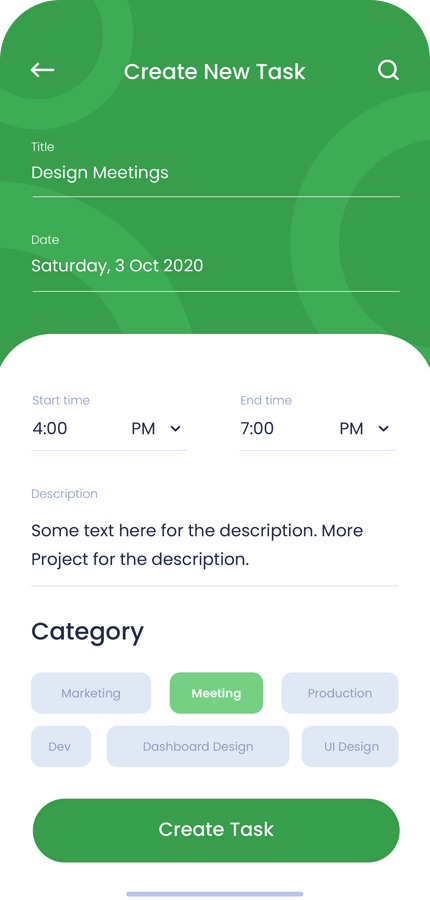 Create New Task
Title
Design Meetings
Date
Saturday, 3 Oct 2020
Start time End time
4:00 PM 7:00 PM
Description
Some text here for the description. More
Project for the description.
Category
Marketing Meeting Production
Dev Dashboard Design UI Design
Create Task